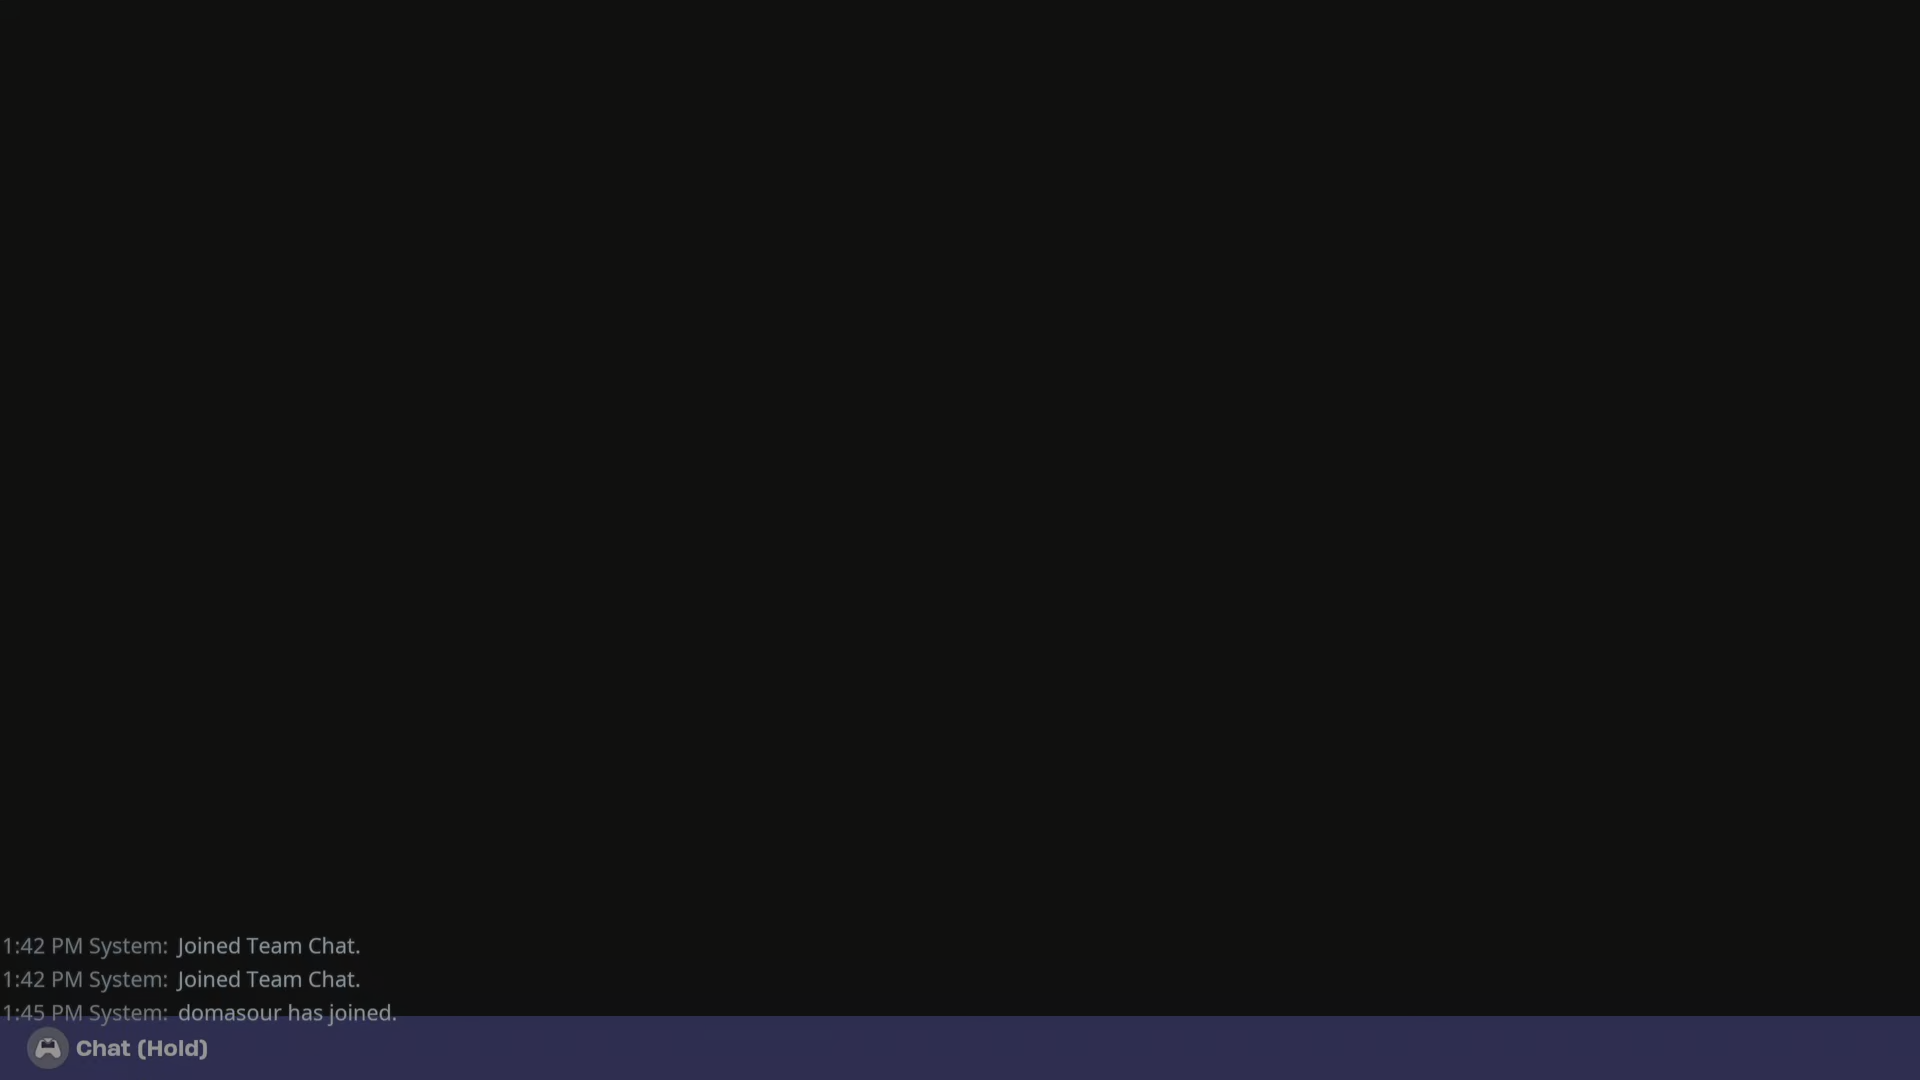 1:42 PM System: Joined Team Chat.
1:42 PM System: Joined Team Chat.
1:45 PM System: domasour has joined.
Chat (Hold)